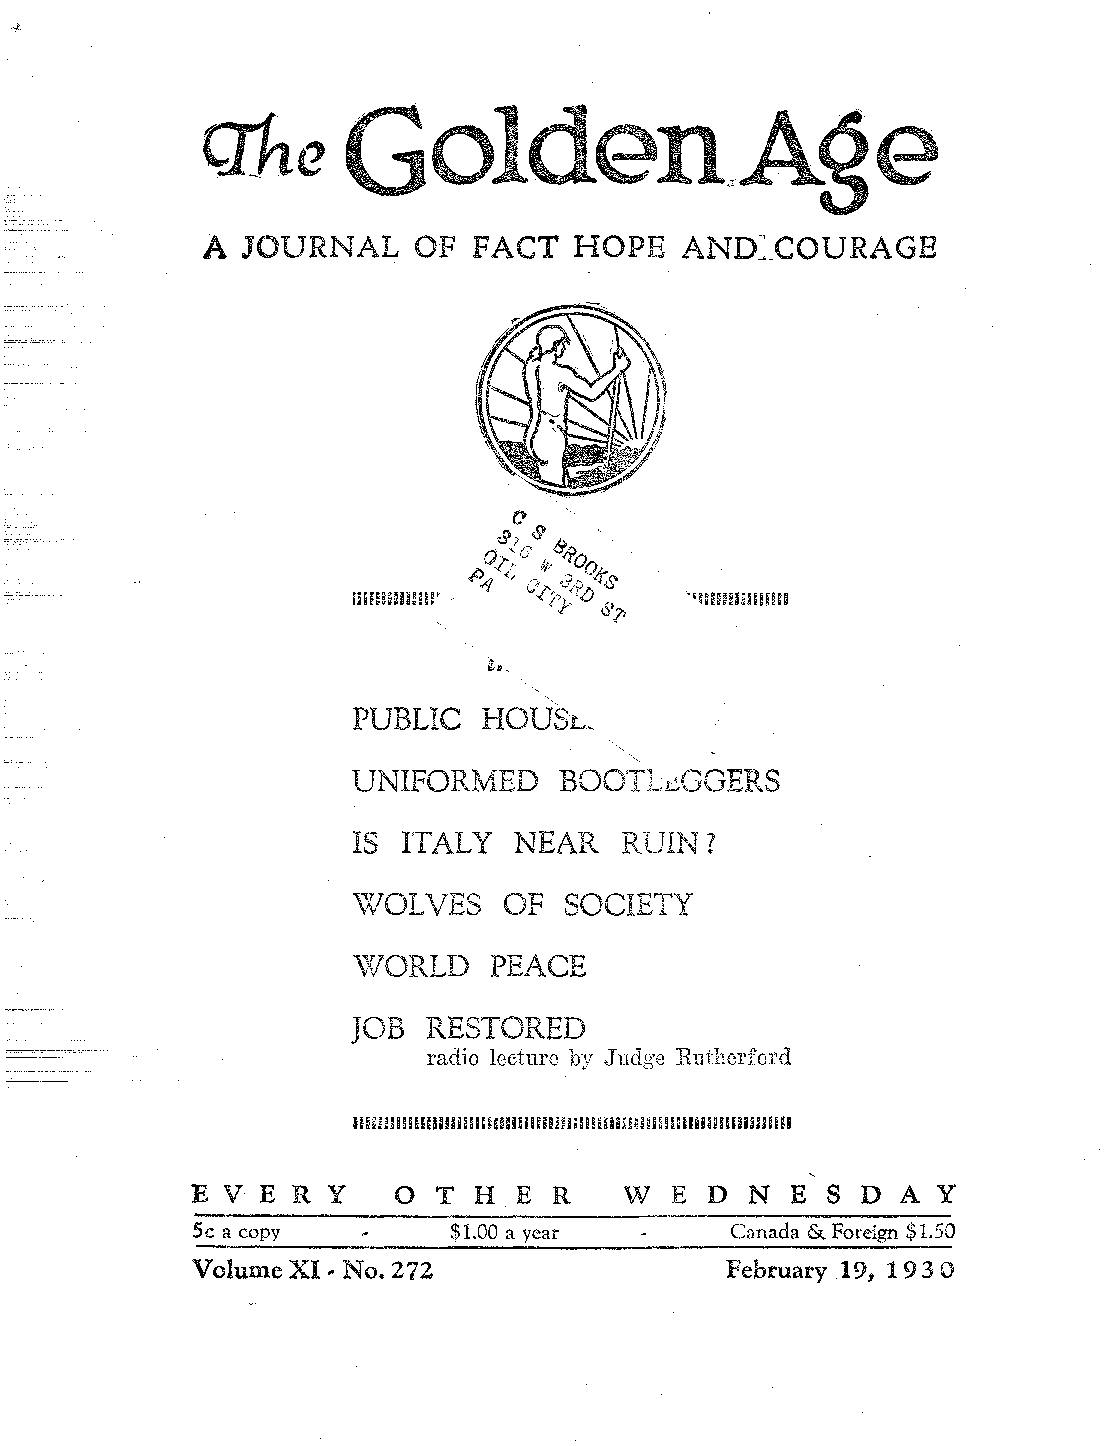 The Golden Age
A JOURNAL OF FACT HOPE AND COURAGE
C S BROOKS
316 W 3RD ST
OIL CITY
PA
PUBLIC
UNIFORMED BOOTLEGGERS
IS ITALY NEAR RUIN?
WOLVES OF SOCIETY
WORLD PEACE
JOB RESTORED
radio lecture by Judge Rutherford
EVERY OTHER WEDNESDAY
5c a copy - $1.00 a year - Canada & Foreign $1.50
Volume XI - No. 272 February 19, 1930